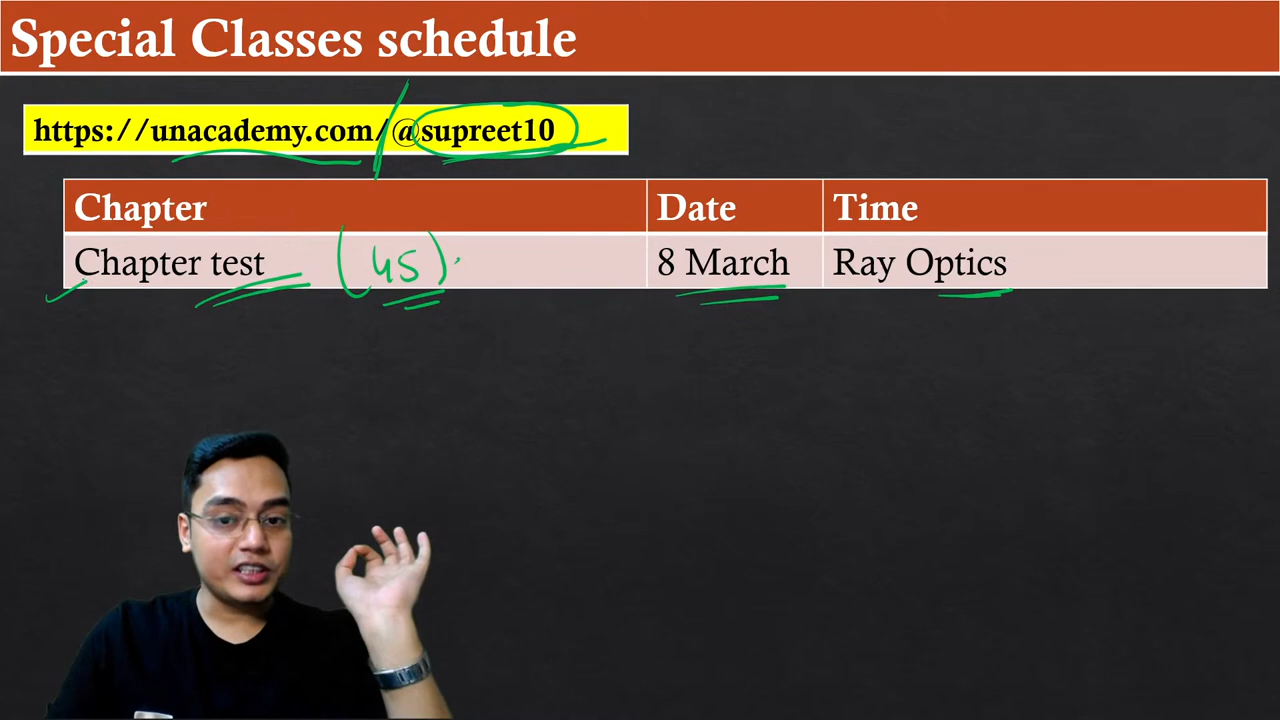 Special Classes schedule
https://unacademy.com/@supreet10
Chapter Date Time
Chapter test (45) 8 March Ray Optics